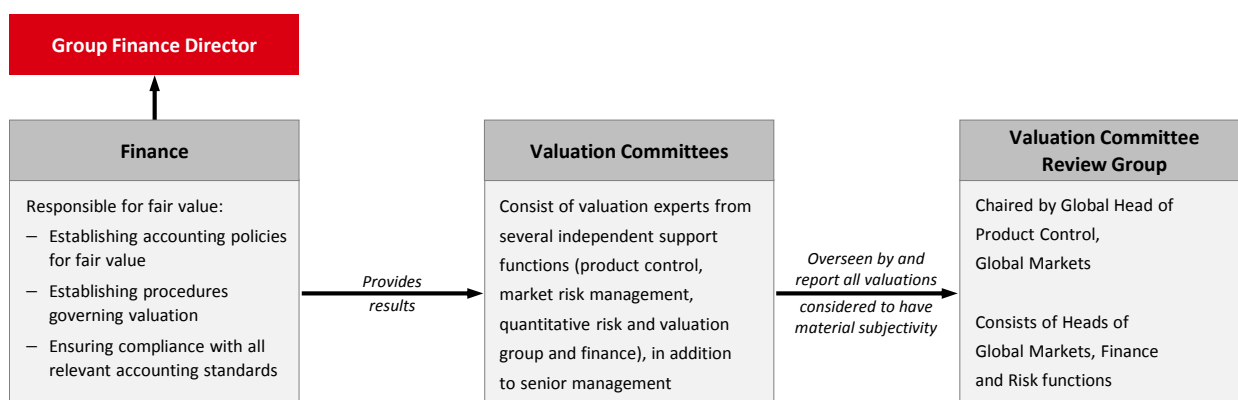 Group Finance Director
Finance
Responsible for fair value:
– Establishing accounting policies
for fair value
– Establishing procedures
governing valuation
– Ensuring compliance with all
relevant accounting standards
Provides
results
Valuation Committees
Consist of valuation experts from
several independent support
functions (product control,
market risk management,
quantitative risk and valuation
group and finance), in addition
to senior management
Overseen by and
report all valuations
considered to have
material subjectivity
Valuation Committee
Review Group
Chaired by Global Head of
Product Control,
Global Markets
Consists of Heads of
Global Markets, Finance
and Risk functions